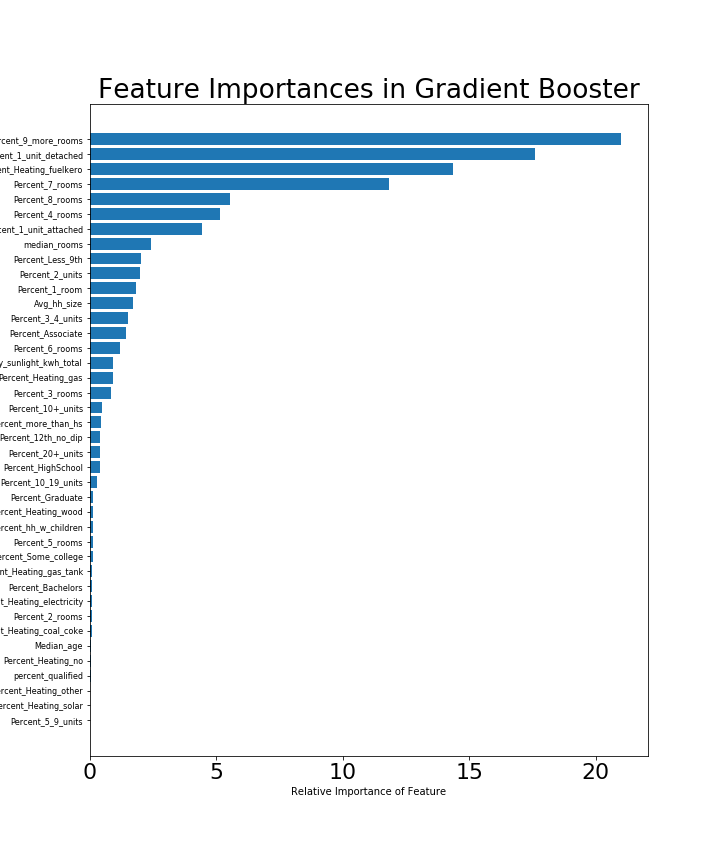 Feature Importances in Gradient Booster
rcent_9_more_rooms
ent_1_unit_detached
ent_Heating_fuelkero
Percent_7_rooms
Percent_8_rooms
Percent_4_rooms
cent_1_unit_attached
median_rooms
Percent_Less_9th
Percent_2_units
Percent_1_room
Avg_hh_size
Percent_3_4_units
Percent_Associate
Percent_6_rooms
y_sunlight_kwh_total
Percent_Heating_gas
Percent_3_rooms
Percent_10+_units
ercent_more_than_hs
Percent_12th_no_dip
Percent_20+_units
Percent_HighSchool
Percent_10_19_units
Percent_Graduate
ercent_Heating_wood
ercent_hh_w_children
Percent_5_rooms
ercent_Some_college
nt_Heating_gas_tank
Percent_Bachelors
t_Heating_electricity
Percent_2_rooms
t_Heating_coal_coke
Median_age
Percent_Heating_no
percent_qualified
ercent_Heating_other
ercent_Heating_solar
Percent_5_9_units
0 5 10 15 20
Relative Importance of Feature